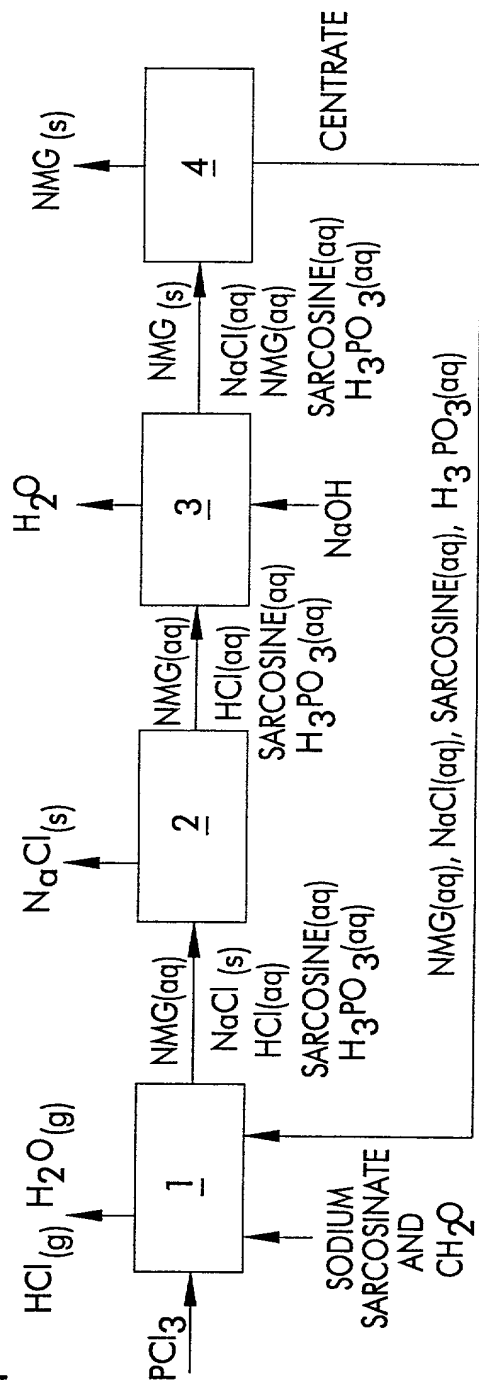 PCl3
HCl(g) H2O(g)
1
SODIUM
SARCOSINATE
AND
CH2O
NMG(aq)
NaCl(s)
HCl(aq)
SARCOSINE(aq)
H3PO3(aq)
NaCl(s)
2
NMG(aq)
HCl(aq)
SARCOSINE(aq)
H3PO3(aq)
H2O
3
NaOH
NMG(s)
NaCl(aq)
NMG(aq)
SARCOSINE(aq)
H3PO3(aq)
NMG(s)
4
CENTRATE
NMG(aq), NaCl(aq), SARCOSINE(aq), H3PO3(aq)